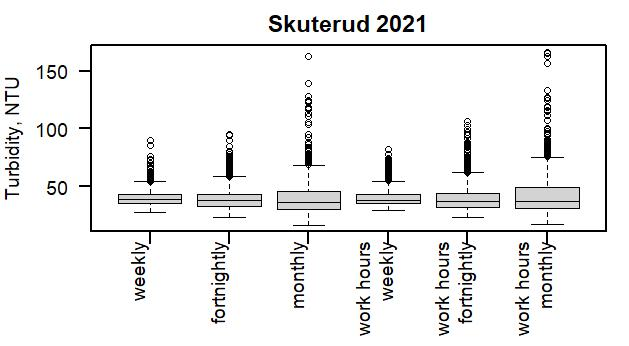 Skuterud 2021
Turbidity, NTU
150
100
50
weekly
fortnightly
monthly
work hours
weekly
work hours
fortnightly
work hours
monthly